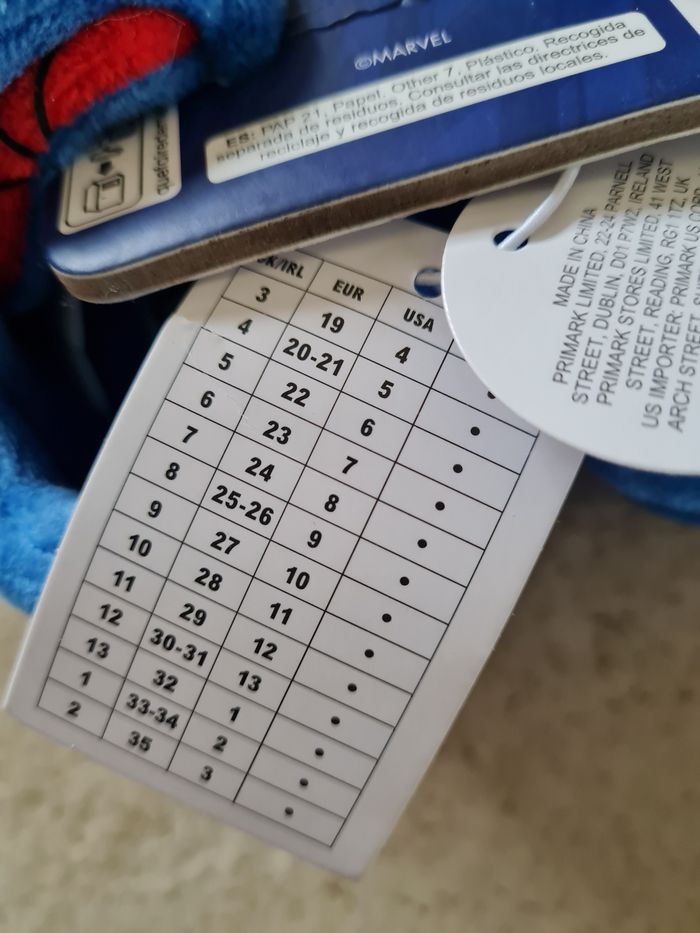 ©MARVEL
ES: PAP 21, Papel. Other 7, Plástico. Recogida
separada de residuos. Consultar las directrices de
reciclaje y recogida de residuos locales.
MADE IN CHINA
PRIMARK LIMITED, 22-24 PARNELL
STREET, DUBLIN, D01 P7W2, IRELAND
PRIMARK STORES LIMITED, 41 WEST
STREET, READING, RG1 1TZ, UK
US IMPORTER: PRIMARK US
ARCH
K/IRL EUR USA
3 19 4
4 20-21 5 •
5 22 6 •
6 23 7 •
7 24 8 •
8 25-26 9 •
9 27 10 •
10 28 11 •
11 29 12 •
12 30-31 13 •
13 32 1 •
1 33-34 2 •
2 35 3 •